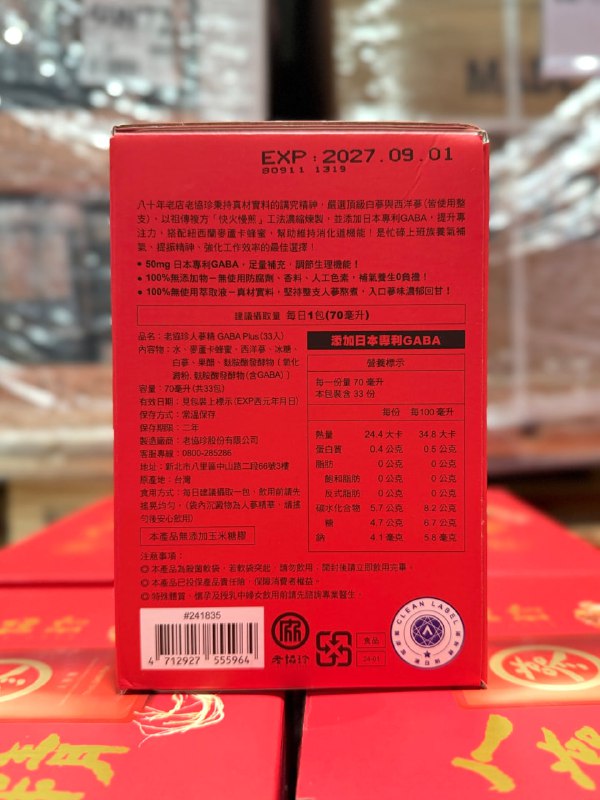 EXP : 2027.09.01
80911 1319
八十年老店老協珍秉持真材實料的講究精神，嚴選頂級白蔘與西洋蔘(皆使用整
支)，以祖傳複方「快火慢煎」工法濃縮煉製，並添加日本專利GABA，提升專
注力，搭配紐西蘭麥蘆卡蜂蜜，幫助維持消化道機能！是忙碌上班族養氣補
氣、提振精神、強化工作效率的最佳選擇！
● 50mg 日本專利GABA，足量補充，調節生理機能！
● 100%無添加物－無使用防腐劑、香料、人工色素，補氣養生0負擔！
● 100%無使用萃取液－真材實料，堅持整支人蔘熬煮，入口蔘味濃郁回甘！
建議攝取量 每日1包(70毫升)
品名：老協珍人蔘精 GABA Plus(33入)
內容物：水、麥蘆卡蜂蜜、西洋蔘、冰糖、
白蔘、果醋、麩胺酸發酵物〔氧化
澱粉、麩胺酸發酵物(含GABA)〕
容量：70毫升(共33包)
有效日期：見包裝上標示(EXP西元年月日)
保存方式：常溫保存
保存期限：二年
製造廠商：老協珍股份有限公司
客服專線：0800-285286
地址：新北市八里區中山路二段66號3樓
原產地：台灣
食用方式：每日建議攝取一包，飲用前請先
搖晃均勻。(袋內沉澱物為人蔘精華，請搖
勻後安心飲用)
本產品無添加玉米糖膠
添加日本專利GABA
營養標示
每一份量 70 毫升
本包裝含 33 份
每份 每100毫升
熱量 24.4 大卡 34.8 大卡
蛋白質 0.4 公克 0.5 公克
脂肪 0 公克 0 公克
飽和脂肪 0 公克 0 公克
反式脂肪 0 公克 0 公克
碳水化合物 5.7 公克 8.2 公克
糖 4.7 公克 6.7 公克
鈉 4.1 毫克 5.8 毫克
注意事項：
◎本產品為殺菌軟袋，若軟袋突起，請勿飲用；開封後請立即飲用完畢。
◎本產品已投保產品責任險，保障消費者權益。
◎特殊體質、懷孕及授乳中婦女飲用前請先諮詢專業醫生。
#241835
4 712927 555964
老協珍
食品
CLEAN LABEL